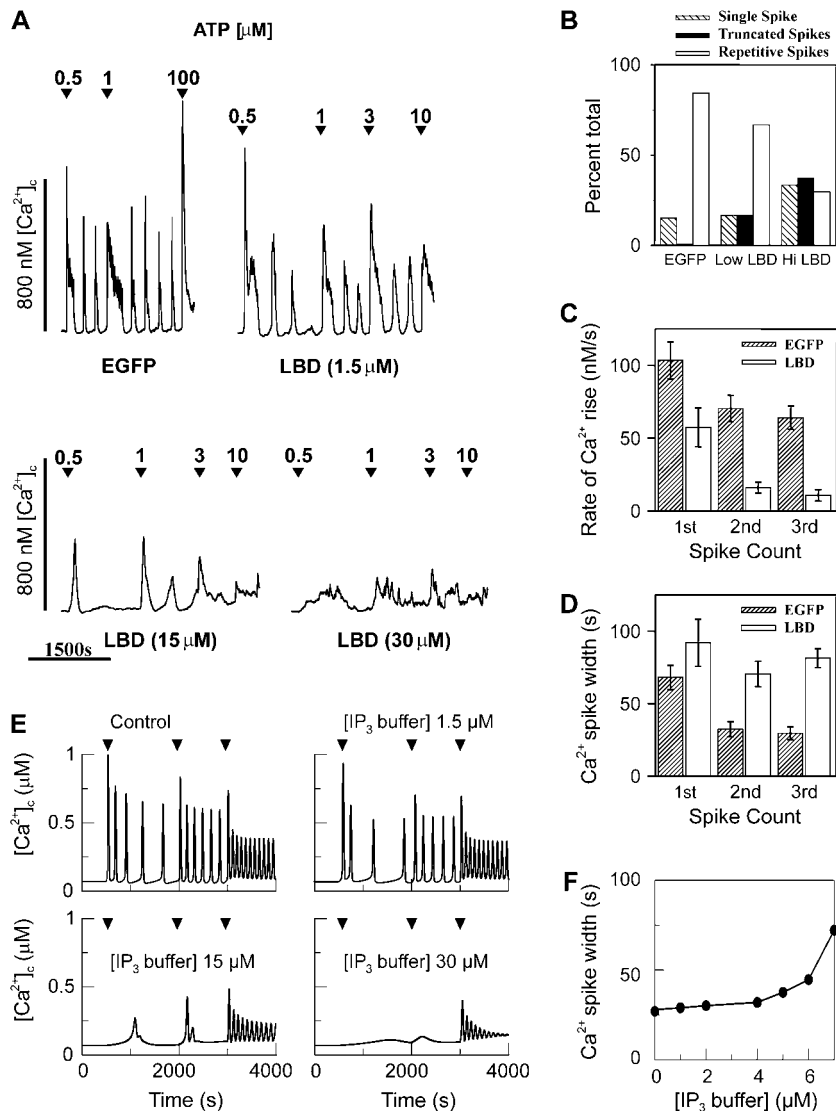 A
ATP [μM]
0.5 1 100
0.5 1 3 10
800 nM [Ca²⁺]c
EGFP
LBD (1.5 μM)
0.5 1 3 10
0.5 1 3 10
800 nM [Ca²⁺]c
LBD (15 μM)
LBD (30 μM)
1500s
B
Single Spike
Truncated Spikes
Repetitive Spikes
Percent total
100
50
0
EGFP Low LBD Hi LBD
C
Rate of Ca²⁺ rise (nM/s)
EGFP
LBD
100
50
0
1st 2nd 3rd
Spike Count
D
Ca²⁺ spike width (s)
EGFP
LBD
100
50
0
1st 2nd 3rd
Spike Count
E
Control
[IP₃ buffer] 1.5 μM
[Ca²⁺]c (μM)
1
0.5
0
[IP₃ buffer] 15 μM
[IP₃ buffer] 30 μM
[Ca²⁺]c (μM)
1
0.5
0
0 2000 4000
0 2000 4000
Time (s)
Time (s)
F
Ca²⁺ spike width (s)
100
50
0
0 2 4 6
[IP₃ buffer] (μM)